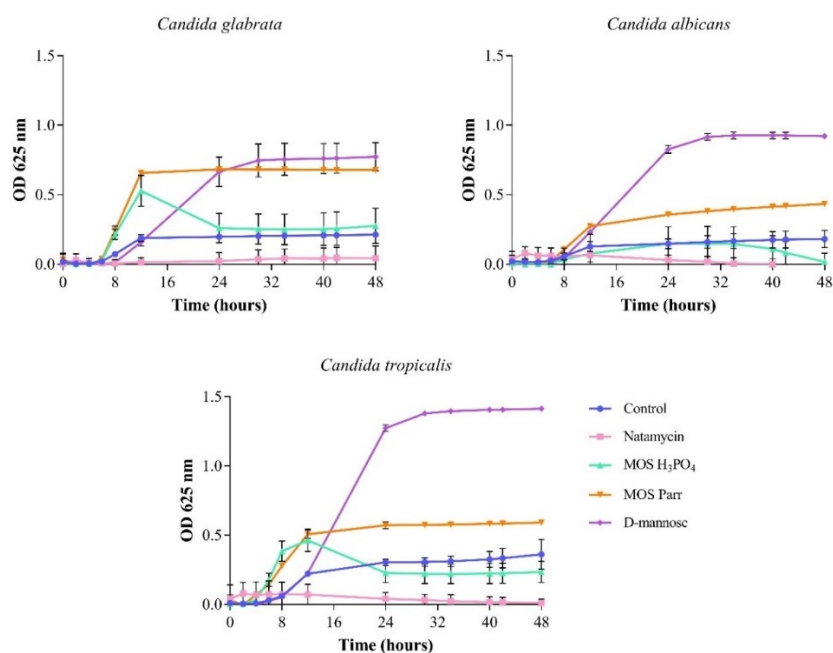 Candida glabrata
1.5
1.0
0.5
0.0
OD 625 nm
0 8 16 24 32 40 48
Time (hours)
Candida albicans
1.5
1.0
0.5
0.0
OD 625 nm
0 8 16 24 32 40 48
Time (hours)
Candida tropicalis
1.5
1.0
0.5
0.0
OD 625 nm
0 8 16 24 32 40 48
Time (hours)
Control
Natamycin
MOS H₃PO₄
MOS Parr
D-mannose